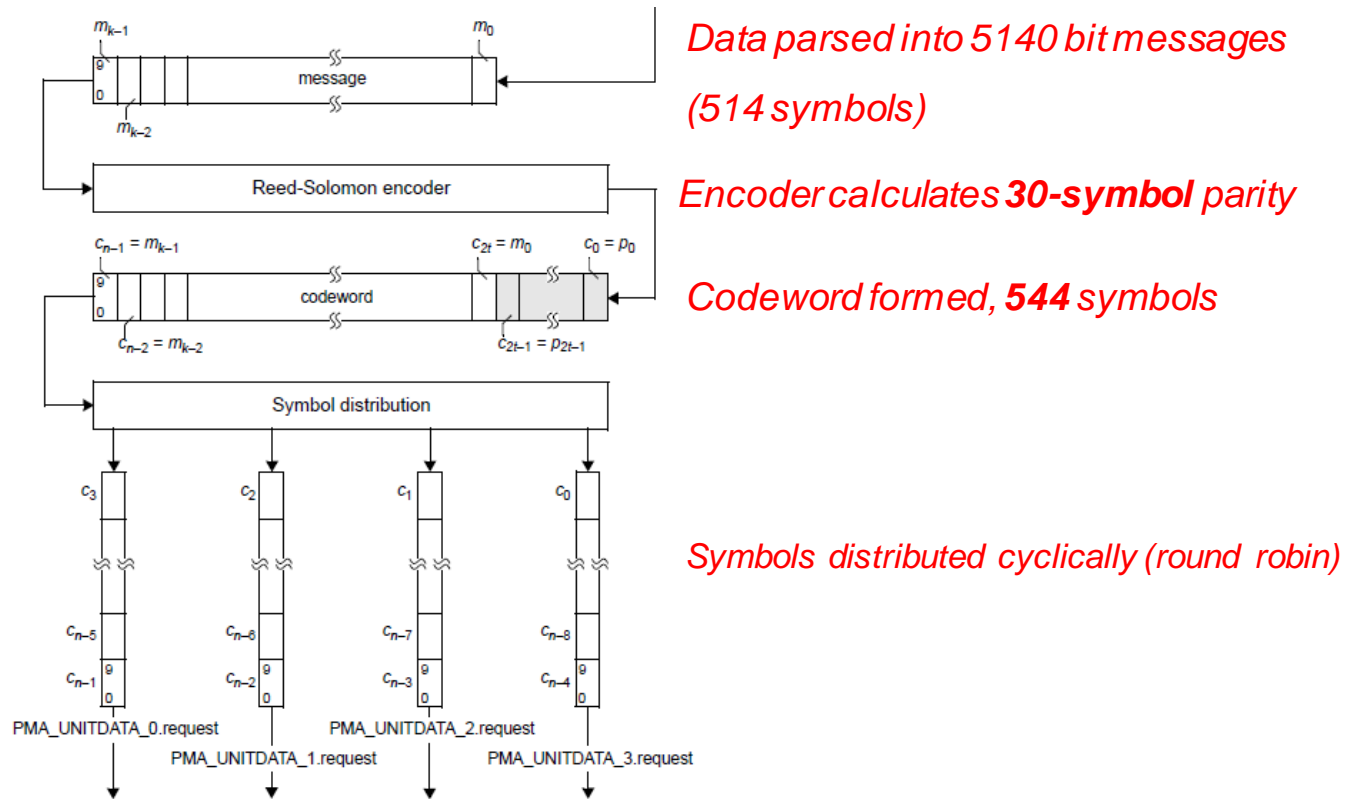 m_{k–1}
m_0
9
0
message
m_{k–2}
Data parsed into 5140 bit messages
(514 symbols)
Reed-Solomon encoder
Encoder calculates 30-symbol parity
c_{n–1} = m_{k–1}
c_{2t} = m_0
c_0 = p_0
9
0
codeword
c_{n–2} = m_{k–2}
c_{2t–1} = p_{2t–1}
Codeword formed, 544 symbols
Symbol distribution
c_3
c_2
c_1
c_0
Symbols distributed cyclically (round robin)
c_{n–5}
c_{n–6}
c_{n–7}
c_{n–8}
c_{n–1}
9
0
c_{n–2}
9
0
c_{n–3}
9
0
c_{n–4}
9
0
PMA_UNITDATA_0.request
PMA_UNITDATA_2.request
PMA_UNITDATA_1.request
PMA_UNITDATA_3.request